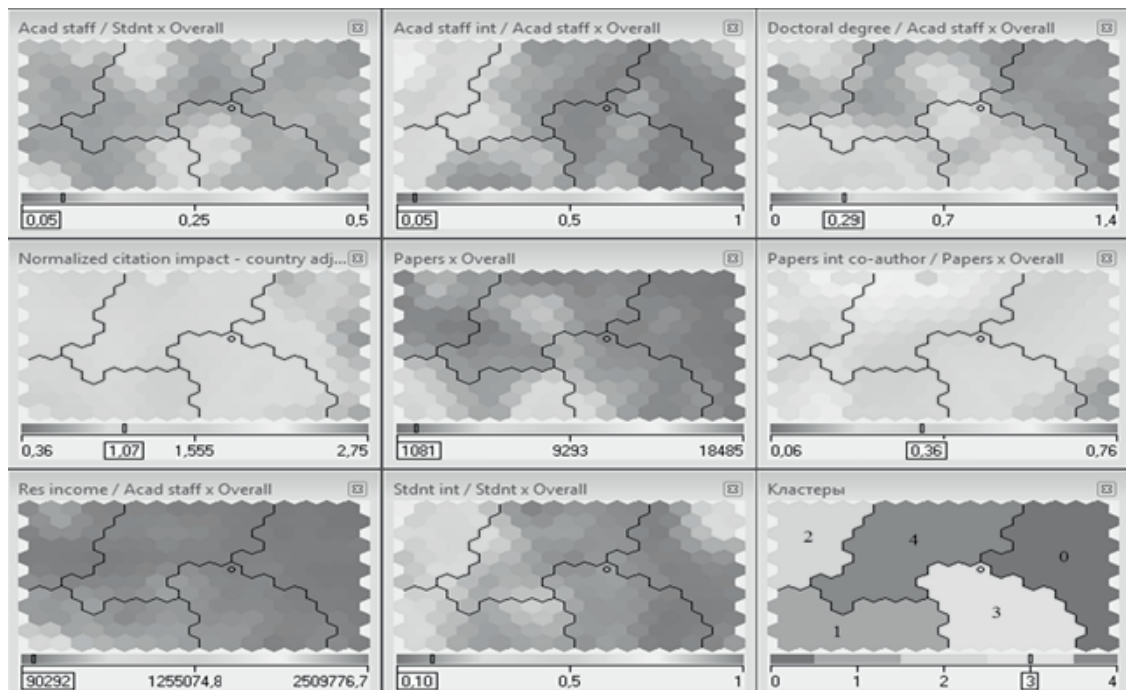 Acad staff / Stdnt x Overall
0,05 0,25 0,5
Acad staff int / Acad staff x Overall
0,05 0,5 1
Doctoral degree / Acad staff x Overall
0 0,29 0,7 1,4
Normalized citation impact - country adj...
0,36 1,07 1,555 2,75
Papers x Overall
1081 9293 18485
Papers int co-author / Papers x Overall
0,06 0,36 0,76
Res income / Acad staff x Overall
90292 1255074,8 2509776,7
Stdnt int / Stdnt x Overall
0,10 0,5 1
Кластеры
2
4
0
3
1
0 1 2 3 4